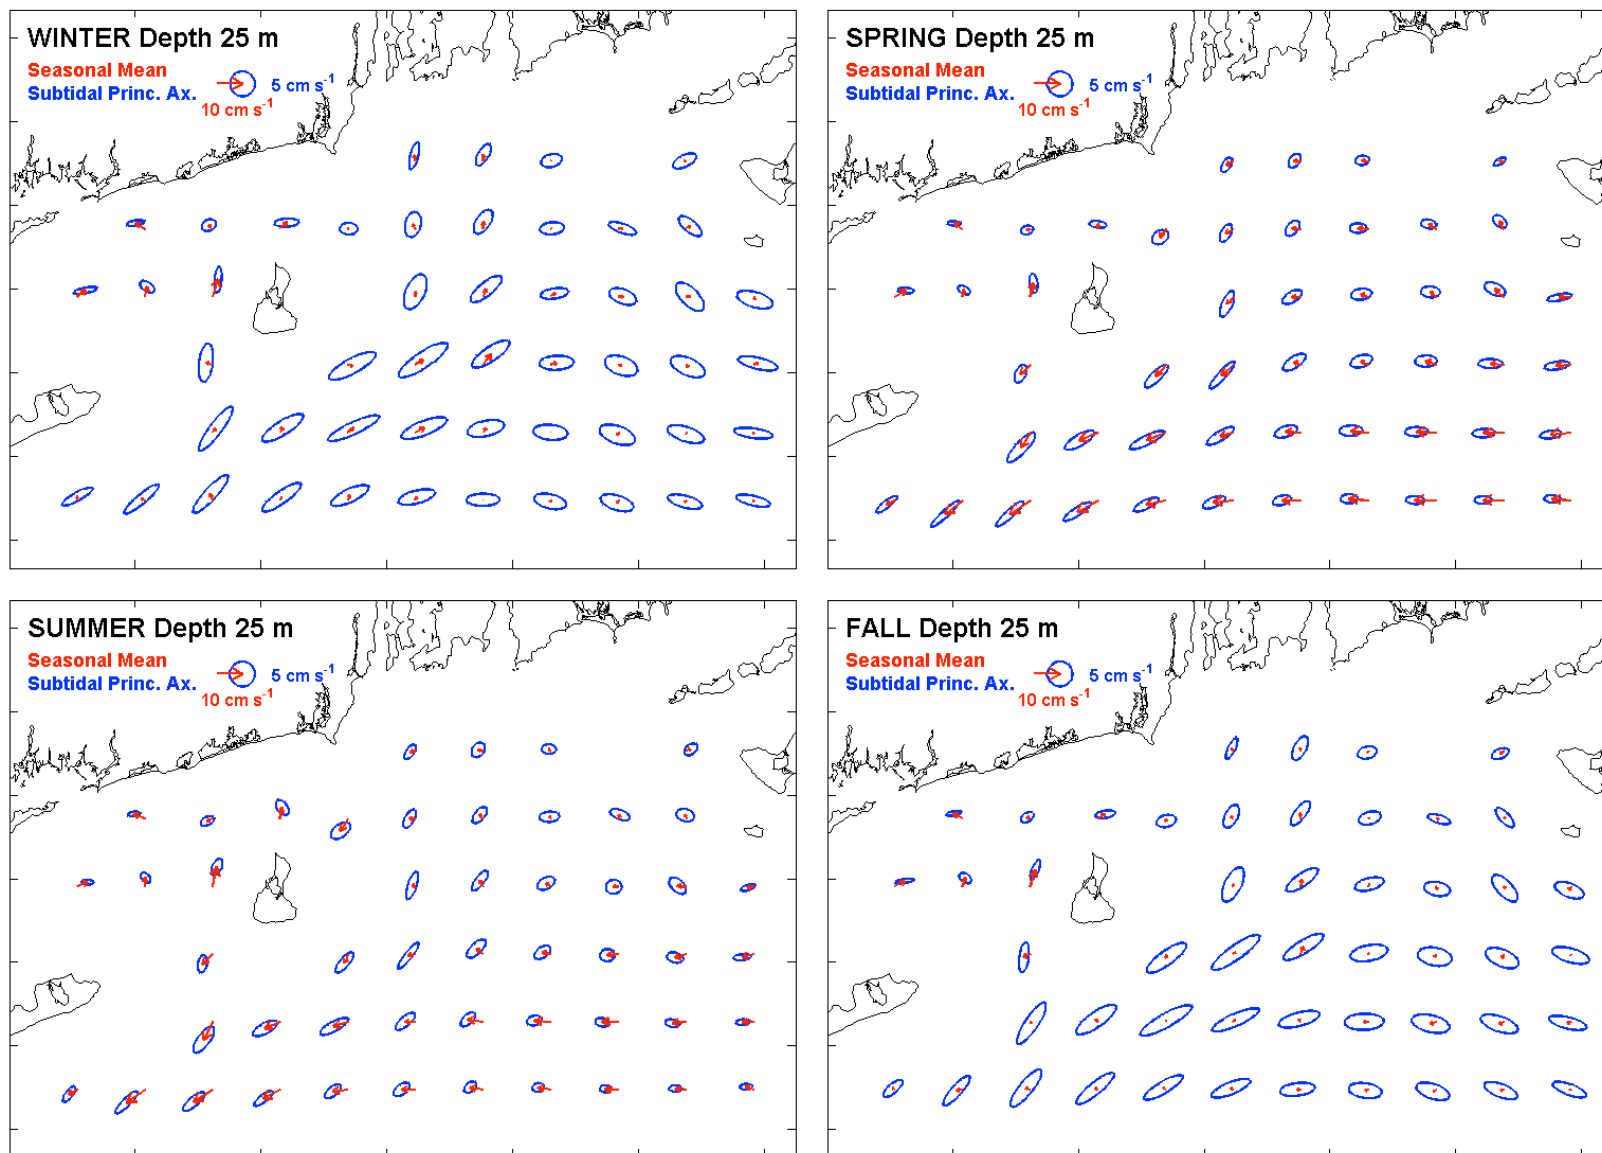 WINTER Depth 25 m
Seasonal Mean
Subtidal Princ. Ax.
5 cm s⁻¹
10 cm s⁻¹
SPRING Depth 25 m
Seasonal Mean
Subtidal Princ. Ax.
5 cm s⁻¹
10 cm s⁻¹
SUMMER Depth 25 m
Seasonal Mean
Subtidal Princ. Ax.
5 cm s⁻¹
10 cm s⁻¹
FALL Depth 25 m
Seasonal Mean
Subtidal Princ. Ax.
5 cm s⁻¹
10 cm s⁻¹